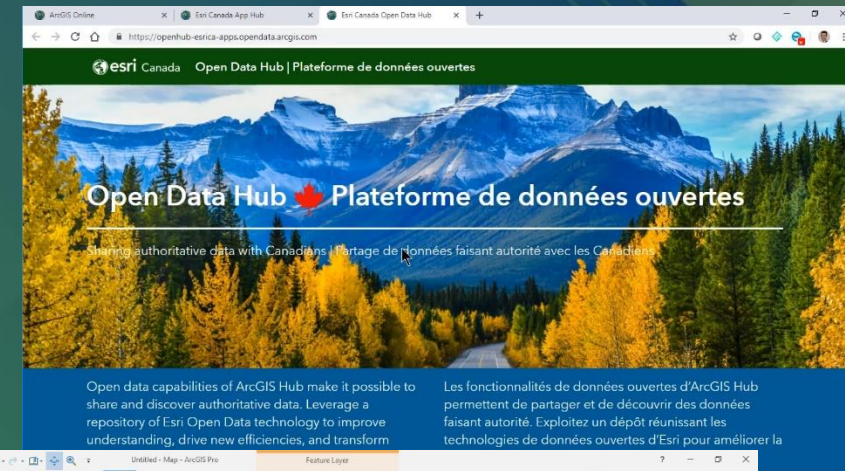 ArcGIS Online
Esri Canada App Hub
Esri Canada Open Data Hub
https://openhub-esrica-apps.opendata.arcgis.com
esri Canada Open Data Hub | Plateforme de données ouvertes
Open Data Hub Plateforme de données ouvertes
Sharing authoritative data with Canadians | Partage de données faisant autorité avec les Canadiens
Open data capabilities of ArcGIS Hub make it possible to
share and discover authoritative data. Leverage a
repository of Esri Open Data technology to improve
understanding, drive new efficiencies, and transform
Les fonctionnalités de données ouvertes d'ArcGIS Hub
permettent de partager et de découvrir des données
faisant autorité. Exploitez un dépôt réunissant les
technologies de données ouvertes d'Esri pour améliorer la
Untitled - Map - ArcGIS Pro
Feature Layer